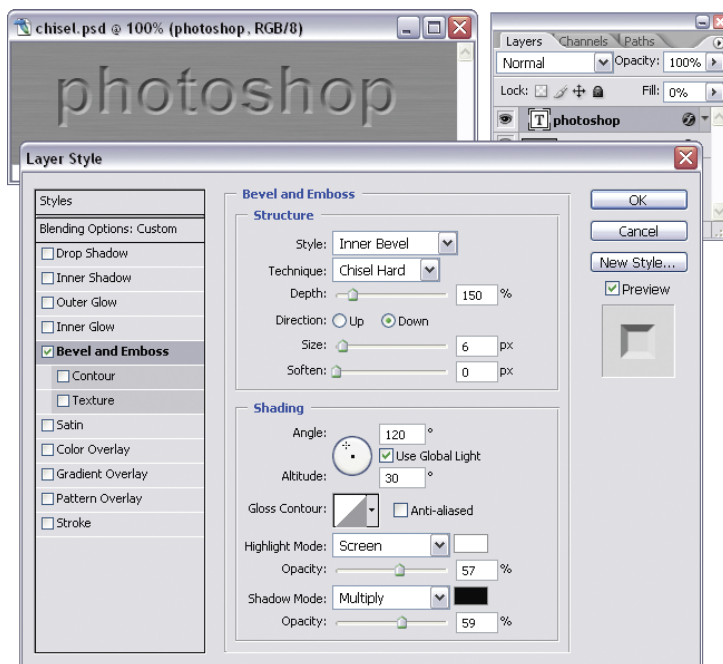 chisel.psd @ 100% (photoshop, RGB/8)
photoshop
Layers Channels Paths
Normal Opacity: 100%
Lock: Fill: 0%
T photoshop
Layer Style
Styles
Blending Options: Custom
Drop Shadow
Inner Shadow
Outer Glow
Inner Glow
Bevel and Emboss
Contour
Texture
Satin
Color Overlay
Gradient Overlay
Pattern Overlay
Stroke
Bevel and Emboss
Structure
Style: Inner Bevel
Technique: Chisel Hard
Depth: 150 %
Direction: Up Down
Size: 6 px
Soften: 0 px
Shading
Angle: 120 °
Use Global Light
Altitude: 30 °
Gloss Contour: Anti-aliased
Highlight Mode: Screen
Opacity: 57 %
Shadow Mode: Multiply
Opacity: 59 %
OK
Cancel
New Style...
Preview